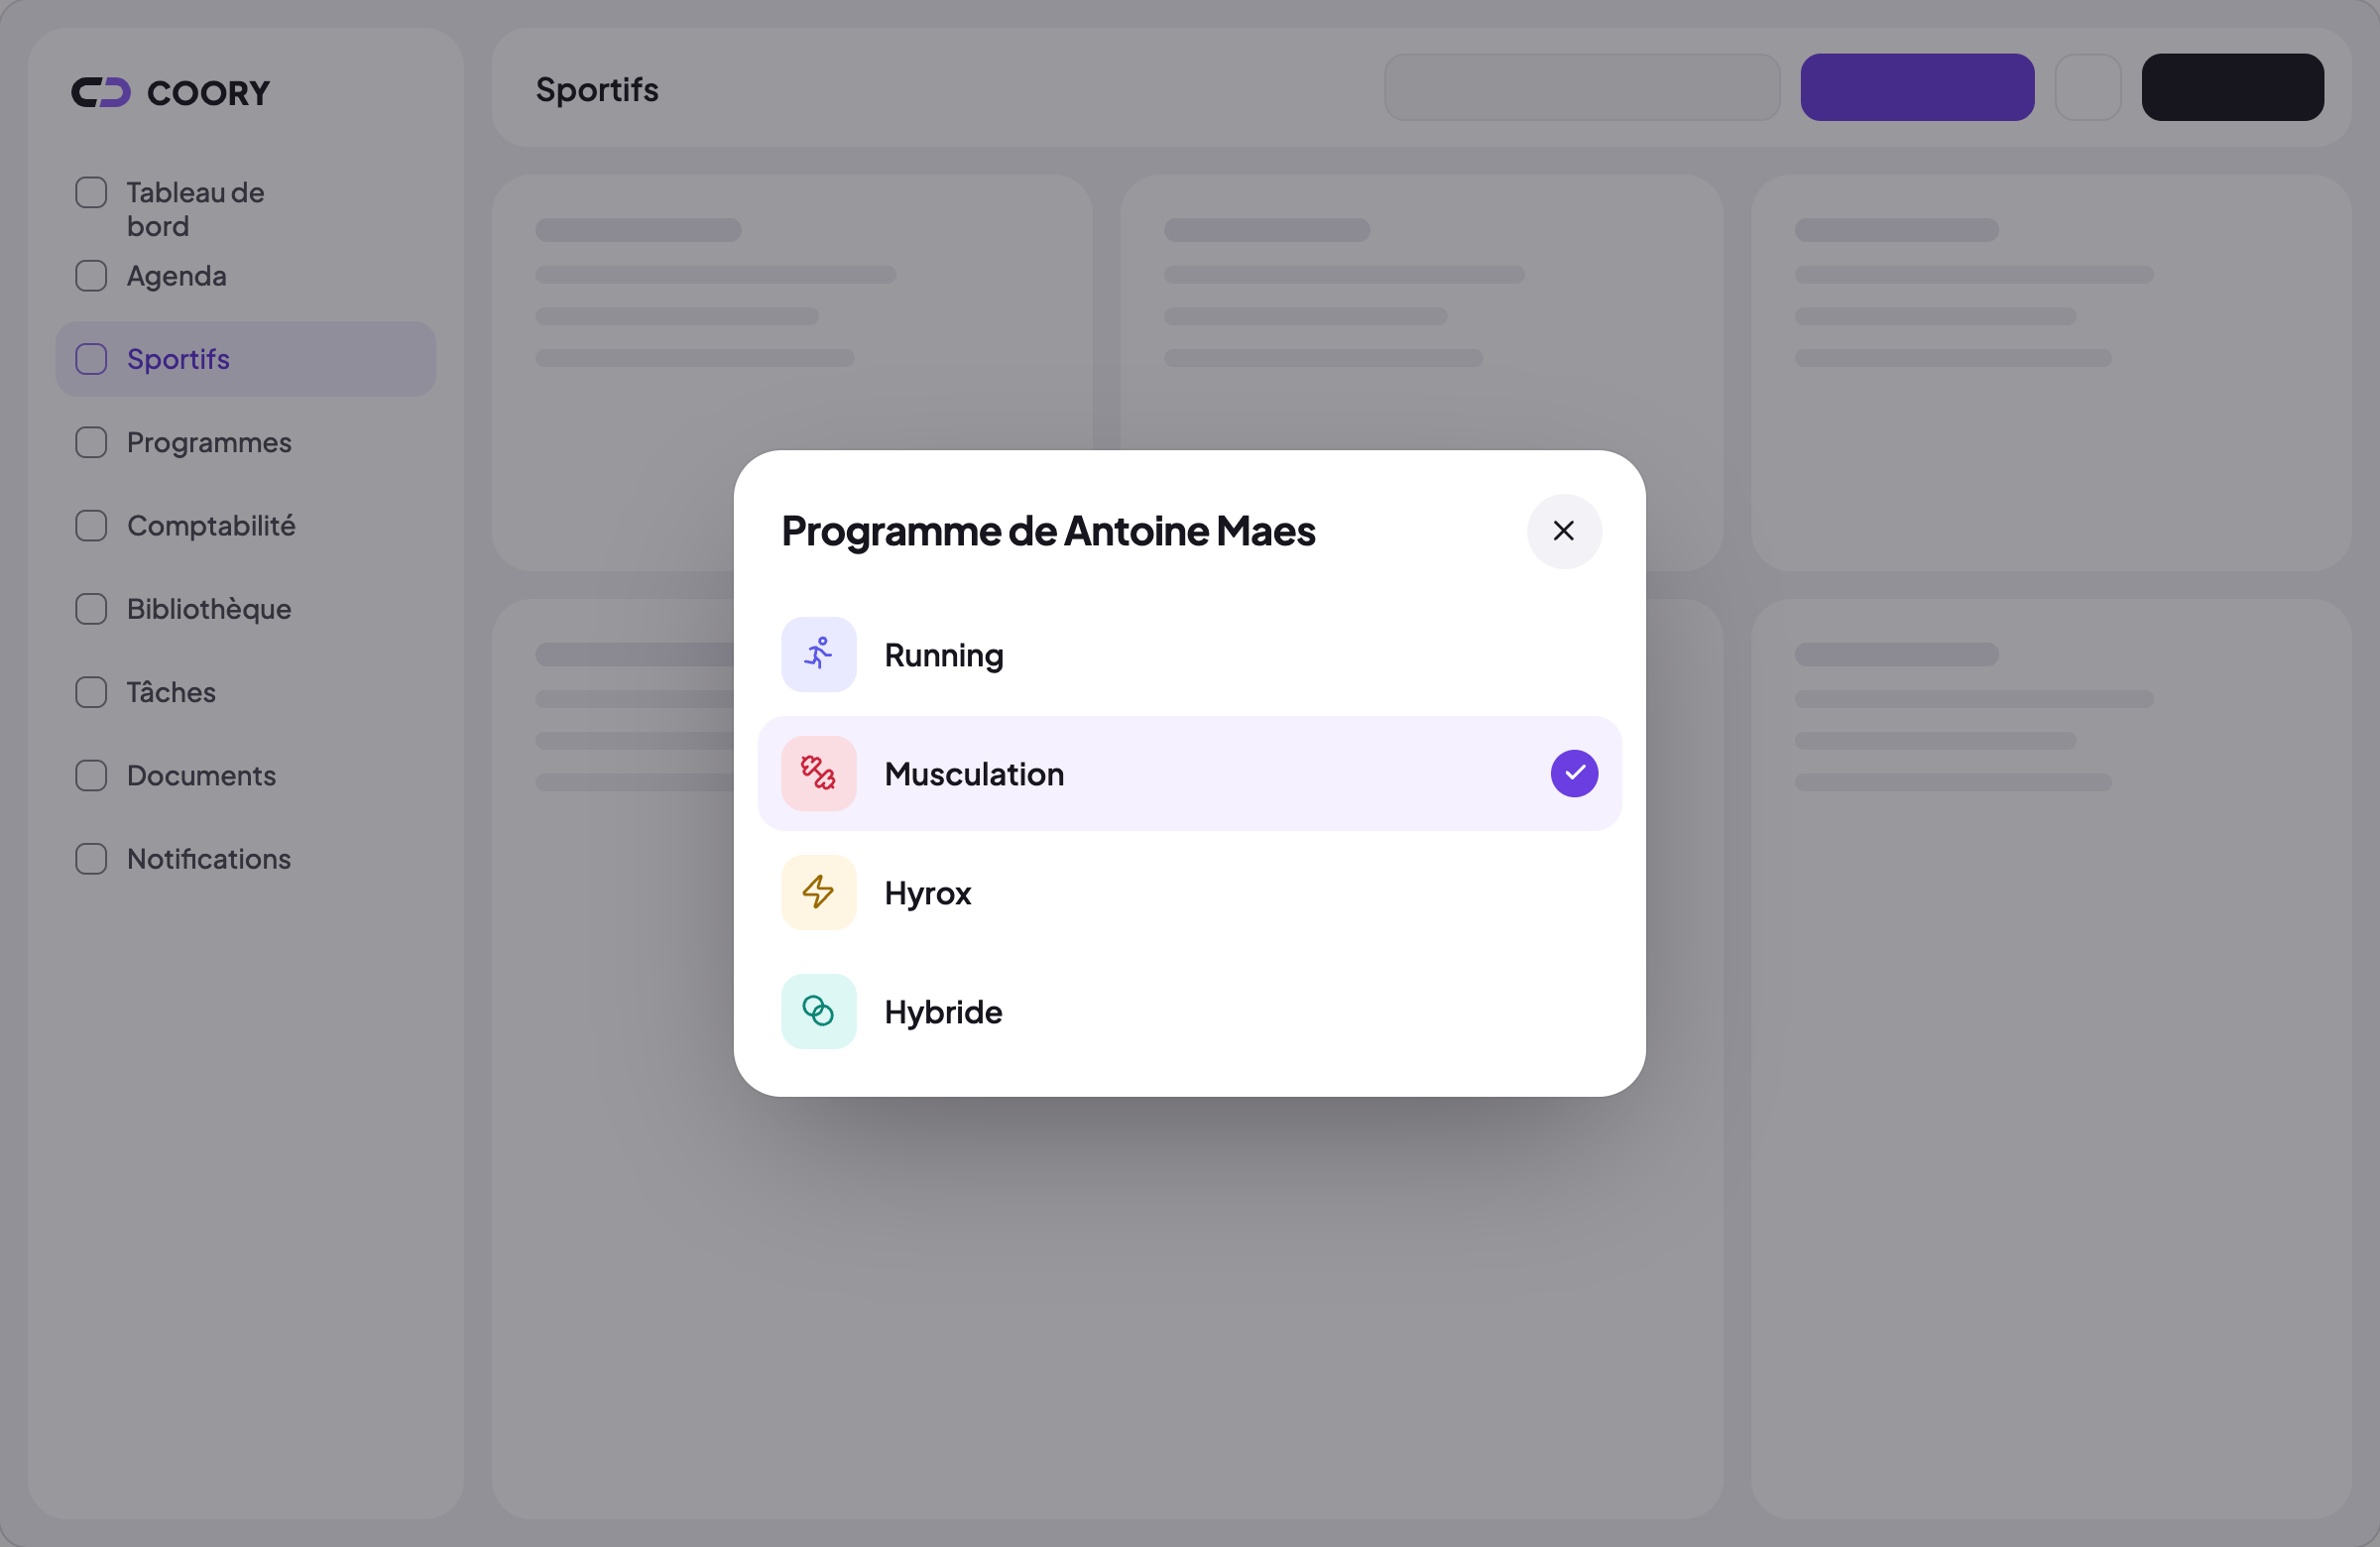 COORY
Tableau de
bord
Agenda
Sportifs
Programmes
Comptabilité
Bibliothèque
Tâches
Documents
Notifications
Sportifs
Programme de Antoine Maes
Running
Musculation
Hyrox
Hybride